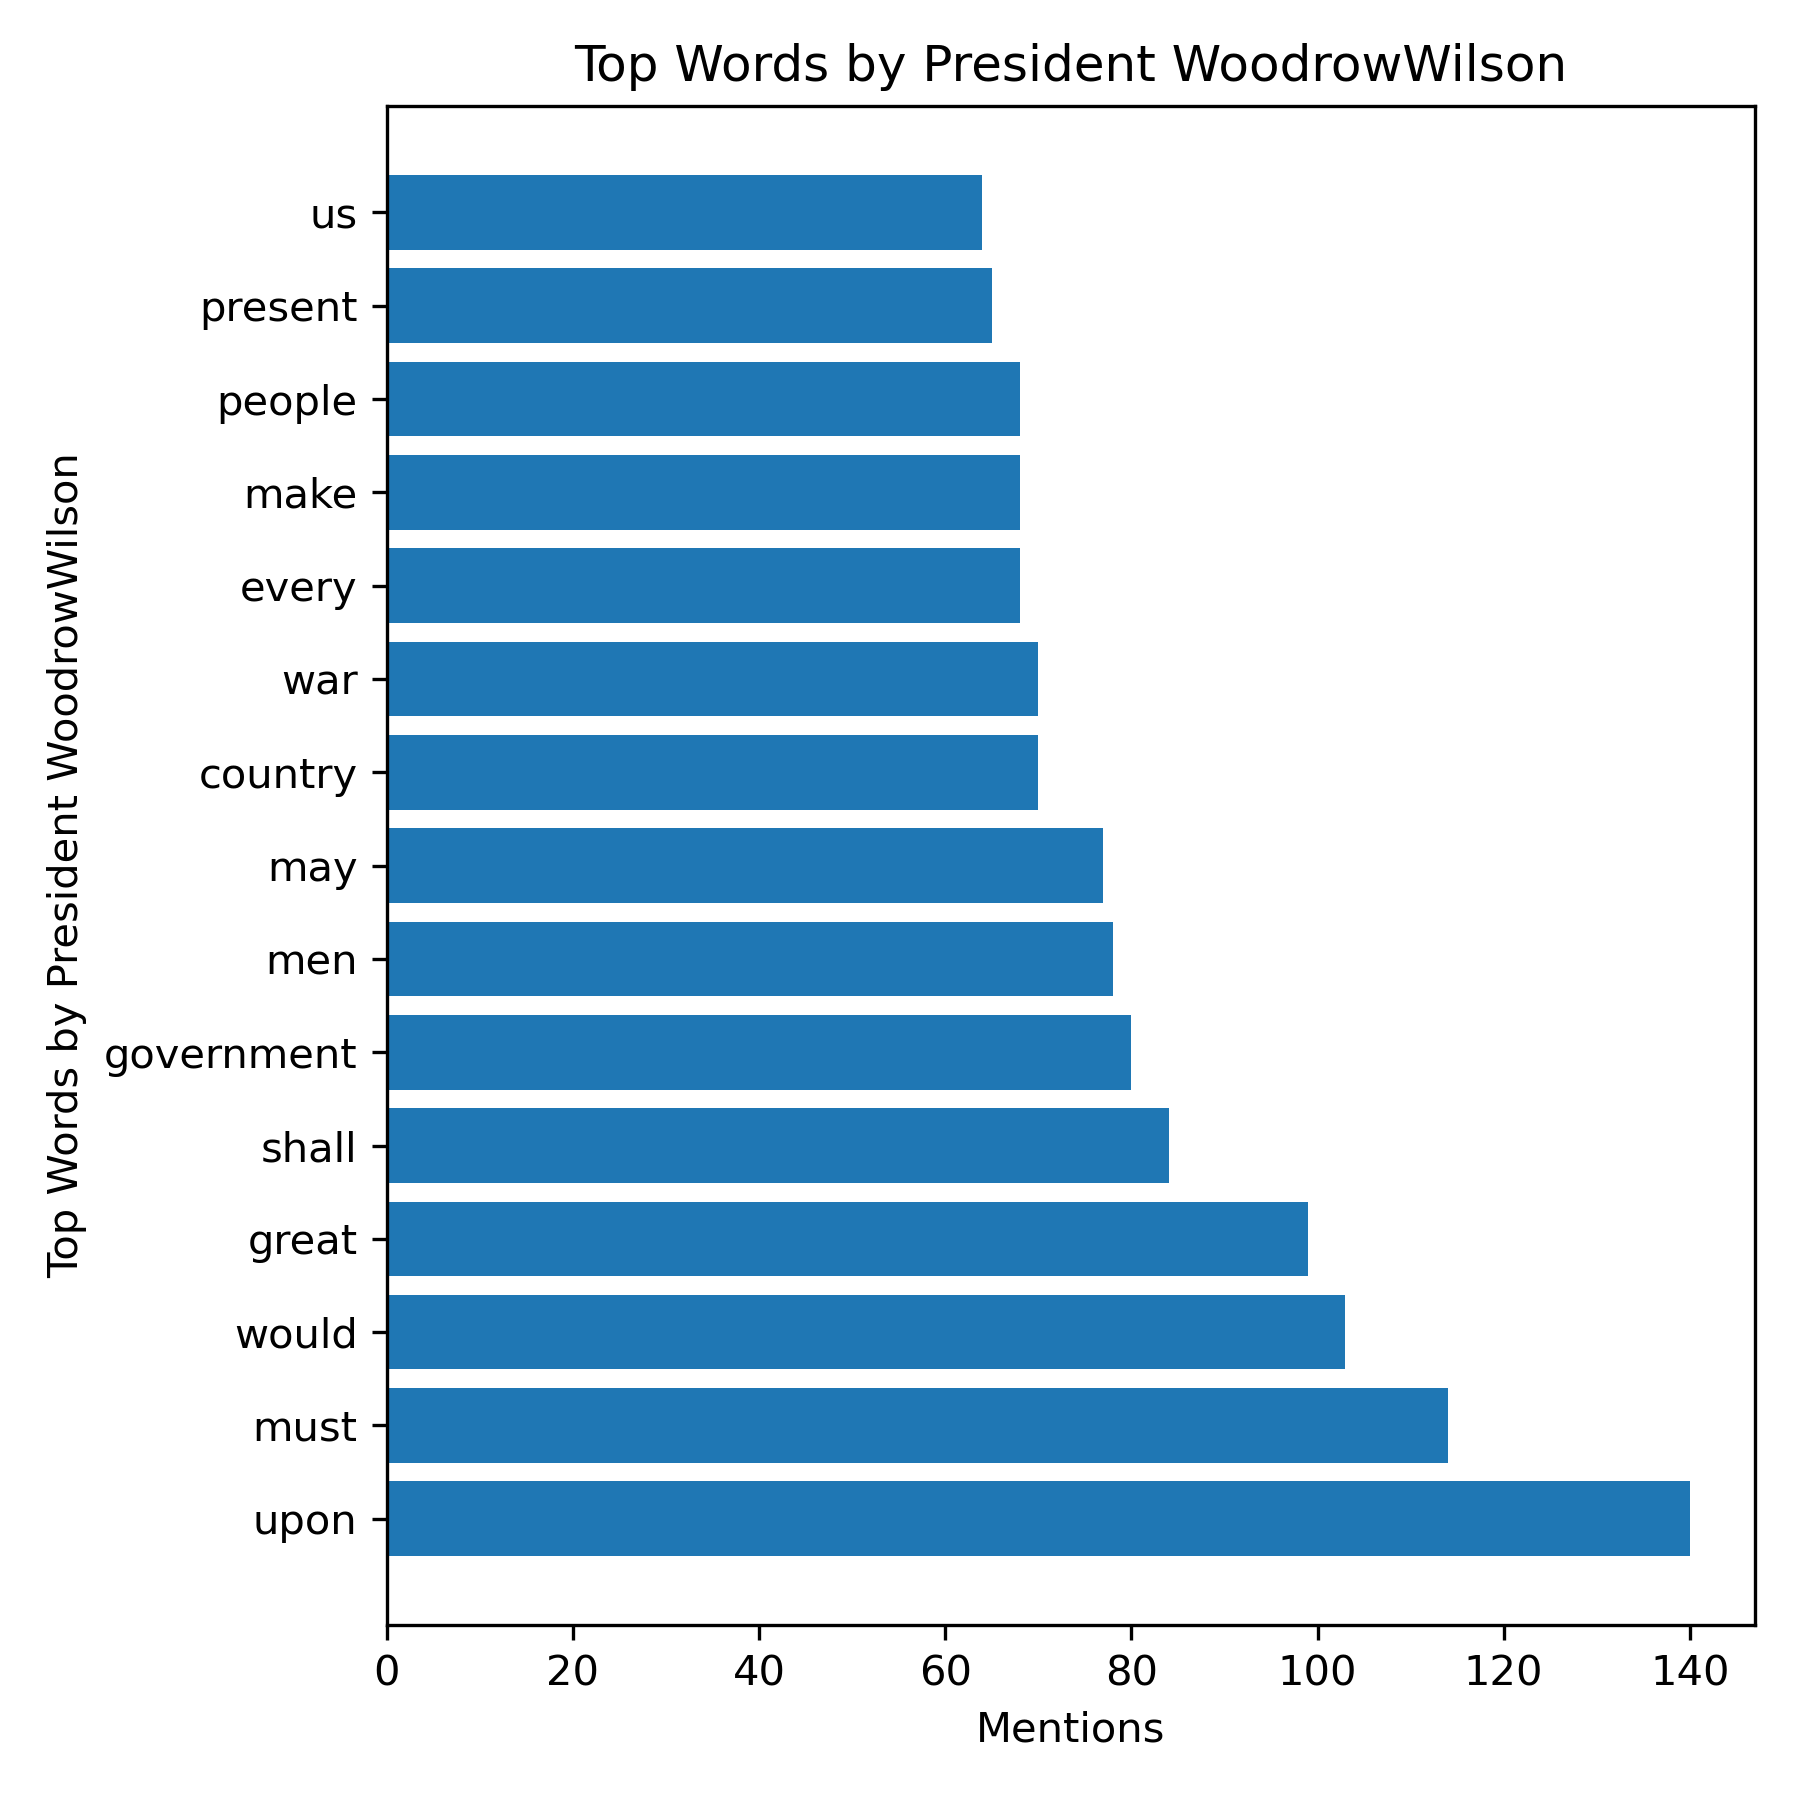 Top Words by President WoodrowWilson
Top Words by President WoodrowWilson
us
present
people
make
every
war
country
may
men
government
shall
great
would
must
upon
0 20 40 60 80 100 120 140
Mentions